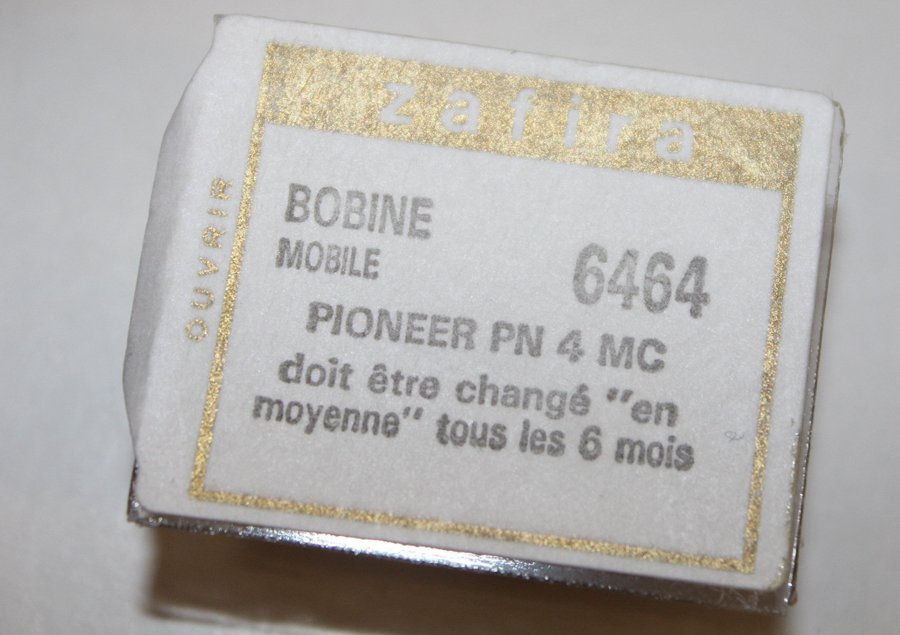 zafira
OUVRIR
BOBINE
MOBILE
6464
PIONEER PN 4 MC
doit être changé "en
moyenne" tous les 6 mois